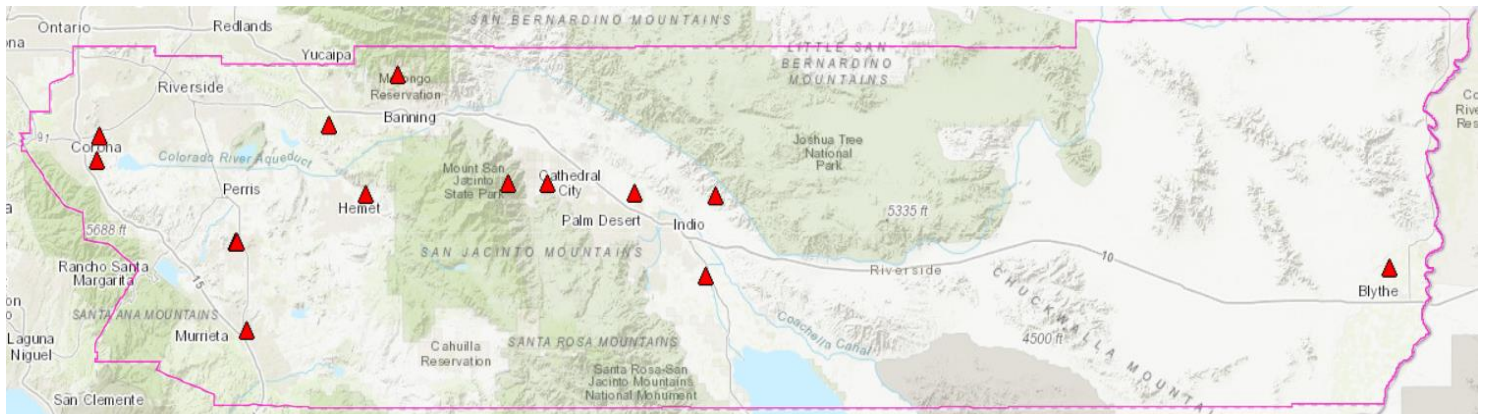 SAN BERNARDINO MOUNTAINS
Ontario
Redlands
Yucaipa
LITTLE SAN
BERNARDINO
MOUNTAINS
Riverside
Reservation
Banning
91
Corona
Colorado River Aqueduct
Joshua Tree
National
Park
Mount San
Jacinto
State Park
Cathedral
City
Perris
Hemet
Palm Desert
Indio
5335 ft
5688 ft
SAN JACINTO MOUNTAINS
Rancho Santa
Margarita
15
10
Riverside
Blythe
SANTA ANA MOUNTAINS
Murrieta
Laguna
Niguel
Cahuilla
Reservation
SANTA ROSA MOUNTAINS
Coachella Canal
4500 ft
CHUCKWALLA MOUNT
Santa Rosa-San
Jacinto Mountains
National Monument
San Clemente